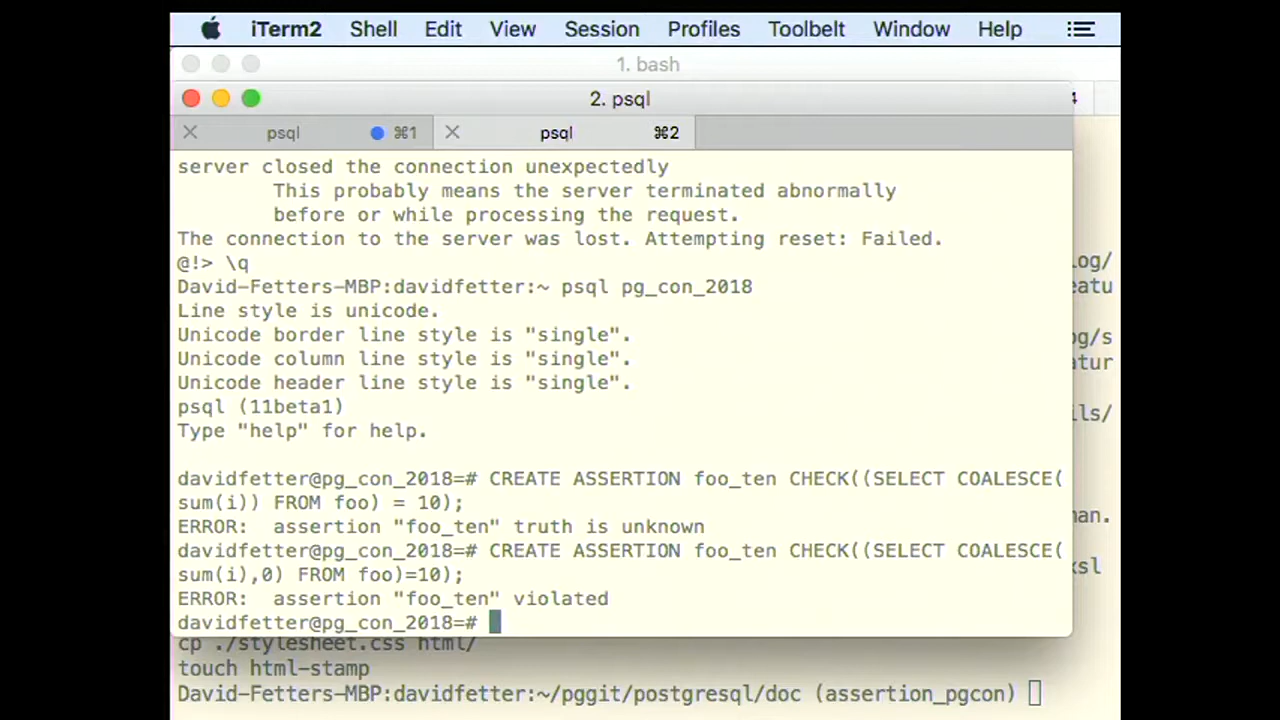 iTerm2 Shell Edit View Session Profiles Toolbelt Window Help
1. bash
2. psql
psql ⌘1 psql ⌘2
server closed the connection unexpectedly
This probably means the server terminated abnormally
before or while processing the request.
The connection to the server was lost. Attempting reset: Failed.
@!> \q
David-Fetters-MBP:davidfetter:~ psql pg_con_2018
Line style is unicode.
Unicode border line style is "single".
Unicode column line style is "single".
Unicode header line style is "single".
psql (11beta1)
Type "help" for help.
davidfetter@pg_con_2018=# CREATE ASSERTION foo_ten CHECK((SELECT COALESCE(
sum(i)) FROM foo) = 10);
ERROR:  assertion "foo_ten" truth is unknown
davidfetter@pg_con_2018=# CREATE ASSERTION foo_ten CHECK((SELECT COALESCE(
sum(i),0) FROM foo)=10);
ERROR:  assertion "foo_ten" violated
davidfetter@pg_con_2018=#
cp ./stylesheet.css html/
touch html-stamp
David-Fetters-MBP:davidfetter:~/pggit/postgresql/doc (assertion_pgcon)